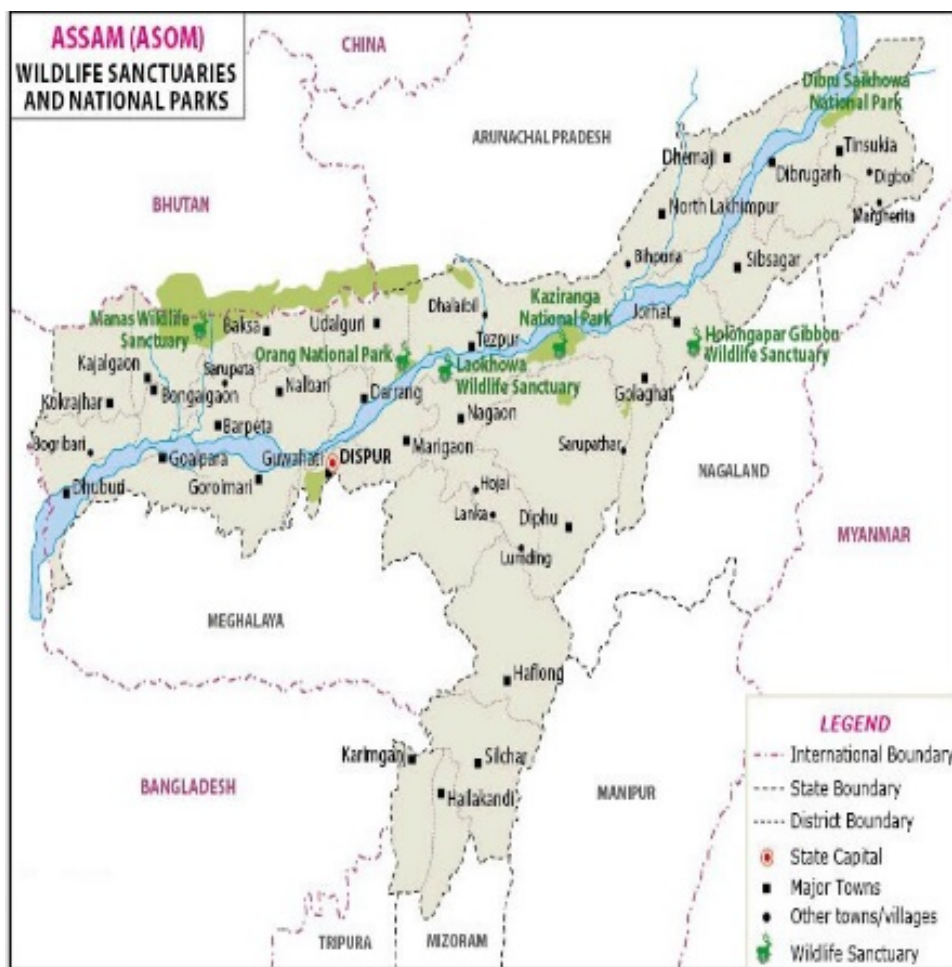 ASSAM (ASOM)
WILDLIFE SANCTUARIES
AND NATIONAL PARKS
CHINA
Dibru Saikhowa
National Park
ARUNACHAL PRADESH
Dhemaji
Tinsukia
Dibrugarh
Digboi
BHUTAN
North Lakhimpur
Margherita
Bihpuria
Sibsagar
Dhalaibil
Kaziranga
National Park
Manas Wildlife
Sanctuary
Baksa
Udalguri
Jorhat
Tezpur
Holongapar Gibbon
Wildlife Sanctuary
Orang National Park
Laokhowa
Wildlife Sanctuary
Kajalgaon
Sarupeta
Bongaigaon
Nalbari
Darrang
Golaghat
Kokrajhar
Nagaon
Barpeta
Bogribari
Goalpara
Guwahati
DISPUR
Marigaon
Sarupathar
NAGALAND
Dhuburi
Goroimari
Hojai
Lanka
Diphu
MYANMAR
Lumding
MEGHALAYA
Haflong
Karimganj
Silchar
BANGLADESH
Hailakandi
MANIPUR
TRIPURA
MIZORAM
LEGEND
International Boundary
State Boundary
District Boundary
State Capital
Major Towns
Other towns/villages
Wildlife Sanctuary